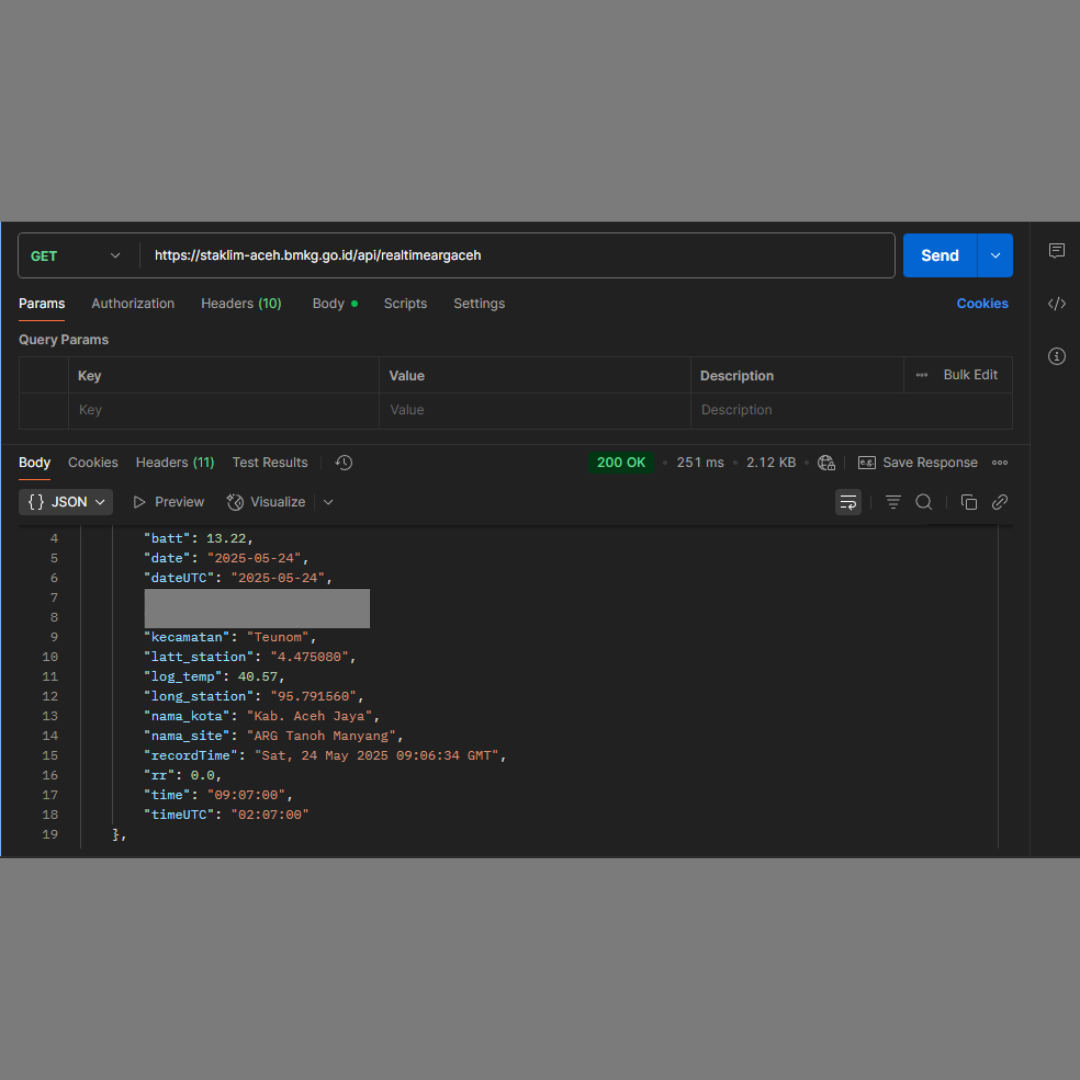 GET https://staklim-aceh.bmkg.go.id/api/realtimeargaceh Send
Params Authorization Headers (10) Body Scripts Settings Cookies
Query Params
Key Value Description Bulk Edit
Key Value Description
Body Cookies Headers (11) Test Results 200 OK 251 ms 2.12 KB e.g. Save Response
{} JSON Preview Visualize
4 "batt": 13.22,
5 "date": "2025-05-24",
6 "dateUTC": "2025-05-24",
7
8
9 "kecamatan": "Teunom",
10 "latt_station": "4.475080",
11 "log_temp": 40.57,
12 "long_station": "95.791560",
13 "nama_kota": "Kab. Aceh Jaya",
14 "nama_site": "ARG Tanoh Manyang",
15 "recordTime": "Sat, 24 May 2025 09:06:34 GMT",
16 "rr": 0.0,
17 "time": "09:07:00",
18 "timeUTC": "02:07:00"
19 },